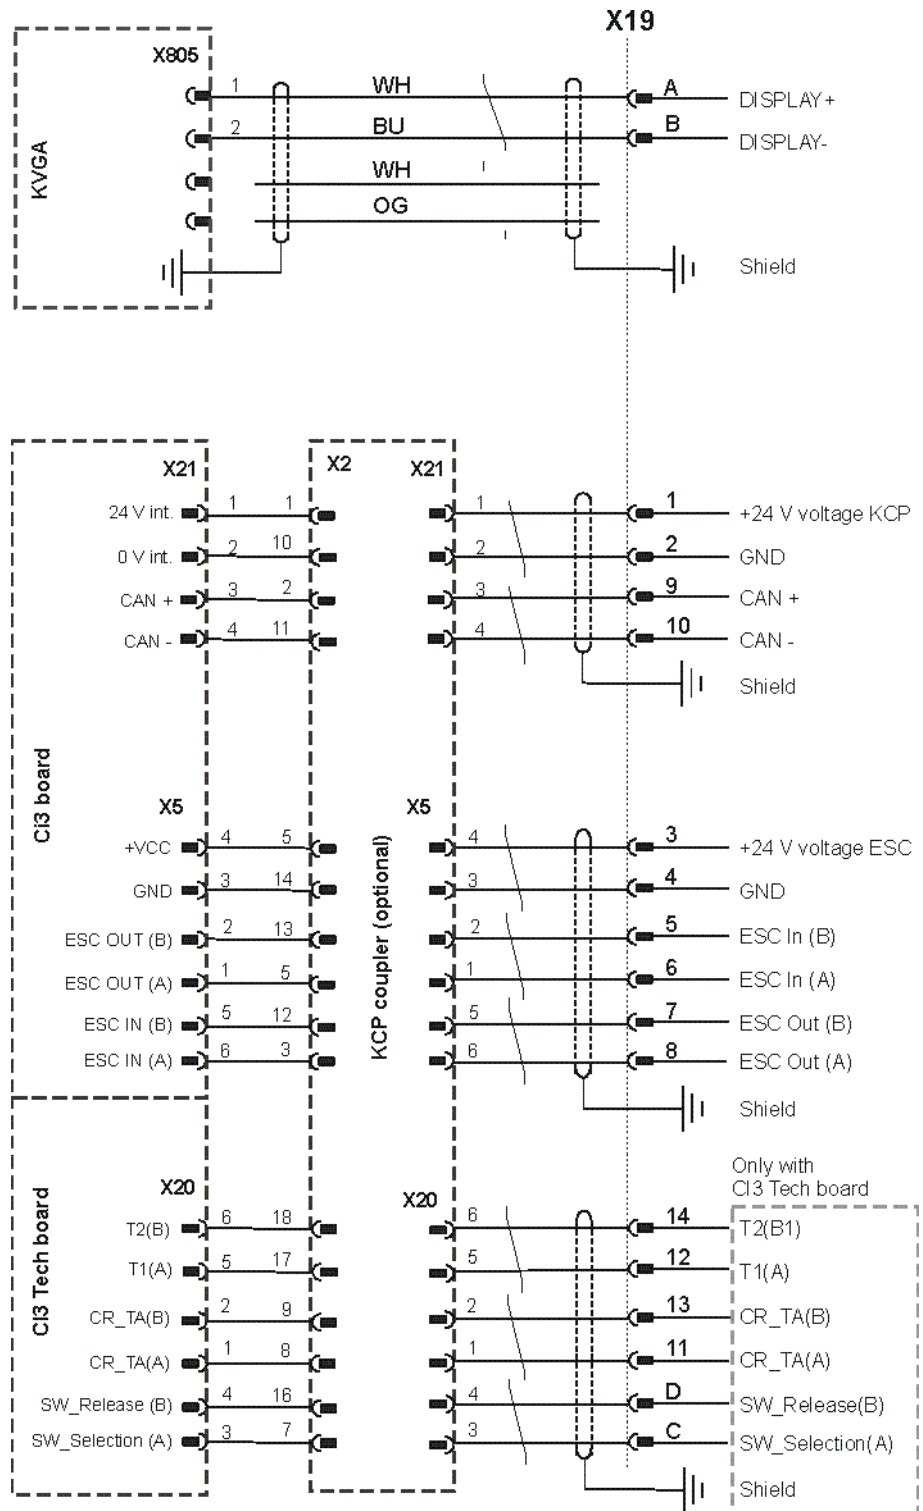 X19
X805
1 WH A DISPLAY+
2 BU B DISPLAY-
WH
OG
KVGA
Shield
X21 X2 X21
24 V int. 1 1 1 1 +24 V voltage KCP
0 V int. 2 10 2 2 GND
CAN + 3 2 3 9 CAN +
CAN - 4 11 4 10 CAN -
Shield
Ci3 board
X5 X5
+VCC 4 5 4 3 +24 V voltage ESC
GND 3 14 3 4 GND
ESC OUT (B) 2 13 2 5 ESC In (B)
ESC OUT (A) 1 5 1 6 ESC In (A)
ESC IN (B) 5 12 5 7 ESC Out (B)
ESC IN (A) 6 3 6 8 ESC Out (A)
KCP coupler (optional)
Shield
Only with
CI3 Tech board
X20 X20
T2(B) 6 18 6 14 T2(B1)
T1(A) 5 17 5 12 T1(A)
CR_TA(B) 2 9 2 13 CR_TA(B)
CR_TA(A) 1 8 1 11 CR_TA(A)
SW_Release (B) 4 16 4 D SW_Release(B)
SW_Selection (A) 3 7 3 C SW_Selection(A)
CI3 Tech board
Shield